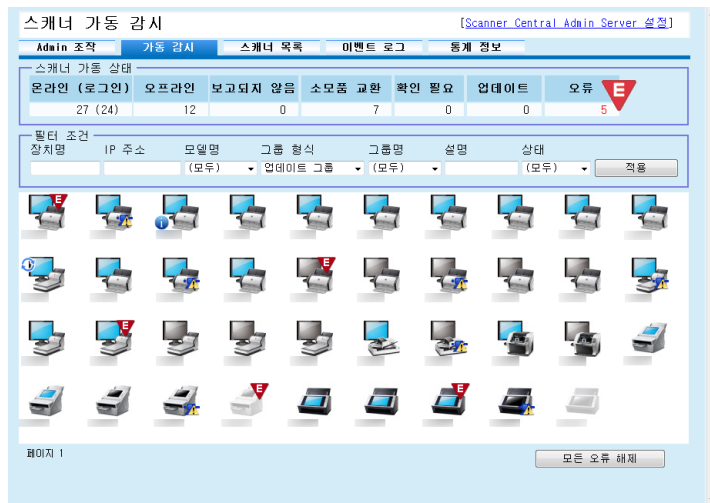 스캐너 가동 감시 [Scanner Central Admin Server 설정]
Admin 조작 가동 감시 스캐너 목록 이벤트 로그 통계 정보
스캐너 가동 상태
온라인 (로그인) 오프라인 보고되지 않음 소모품 교환 확인 필요 업데이트 오류 E
27 (24) 12 0 7 0 0 5
필터 조건
장치명 IP 주소 모델명 그룹 형식 그룹명 설명 상태
(모두) 업데이트 그룹 (모두) (모두) 적용
E
E
E
E E
페이지 1 모든 오류 해제